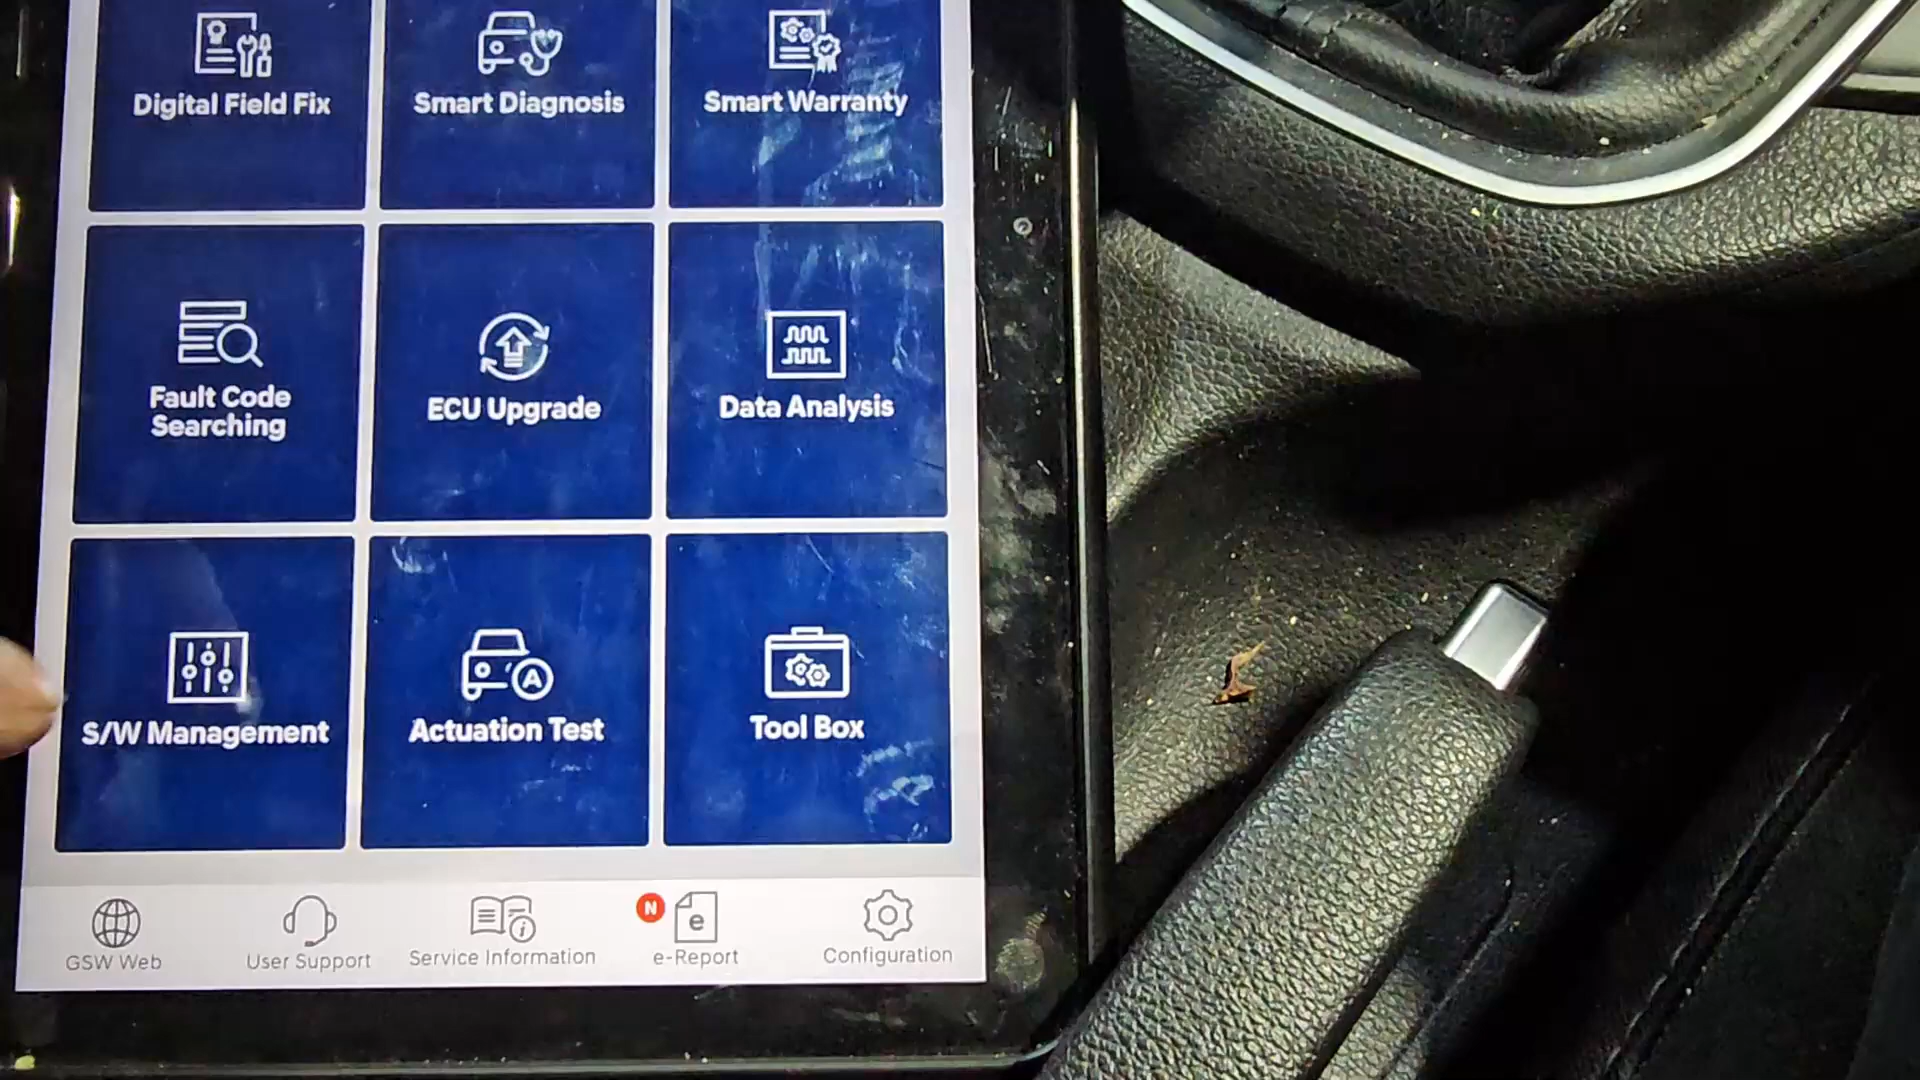 Digital Field Fix
Smart Diagnosis
Smart Warranty
Fault Code
Searching
ECU Upgrade
Data Analysis
S/W Management
A
Actuation Test
Tool Box
GSW Web
User Support
i
Service Information
N
e
e-Report
Configuration